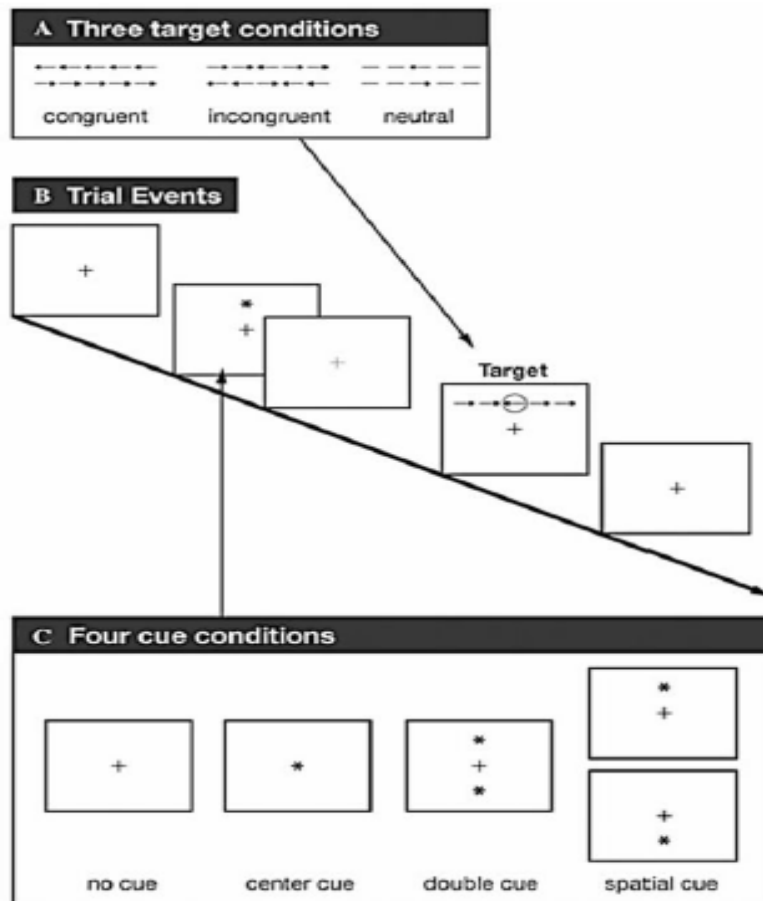 A Three target conditions
congruent incongruent neutral
B Trial Events
Target
C Four cue conditions
no cue center cue double cue spatial cue